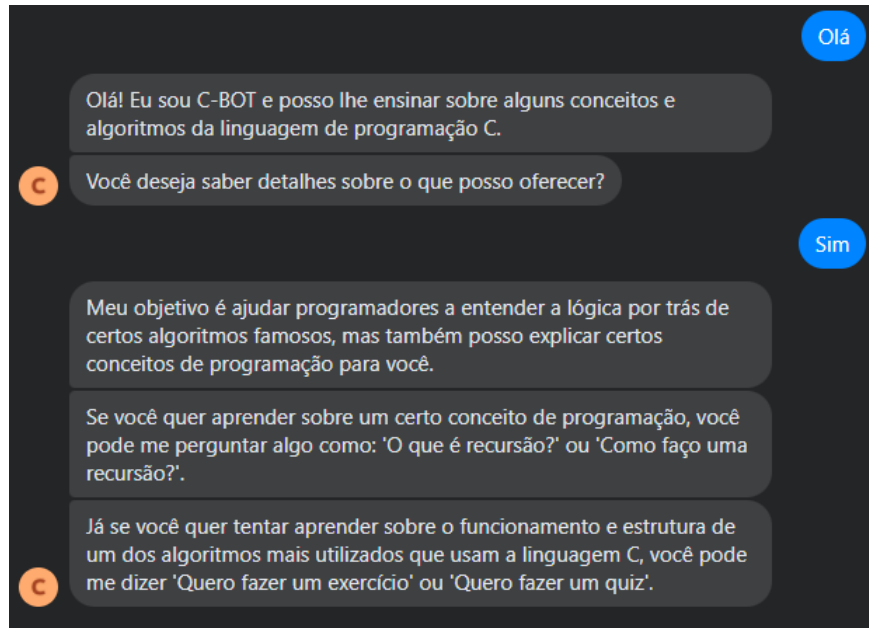 Olá
Olá! Eu sou C-BOT e posso lhe ensinar sobre alguns conceitos e
algoritmos da linguagem de programação C.
Você deseja saber detalhes sobre o que posso oferecer?
C
Sim
Meu objetivo é ajudar programadores a entender a lógica por trás de
certos algoritmos famosos, mas também posso explicar certos
conceitos de programação para você.
Se você quer aprender sobre um certo conceito de programação, você
pode me perguntar algo como: 'O que é recursão?' ou 'Como faço uma
recursão?'.
Já se você quer tentar aprender sobre o funcionamento e estrutura de
um dos algoritmos mais utilizados que usam a linguagem C, você pode
me dizer 'Quero fazer um exercício' ou 'Quero fazer um quiz'.
C